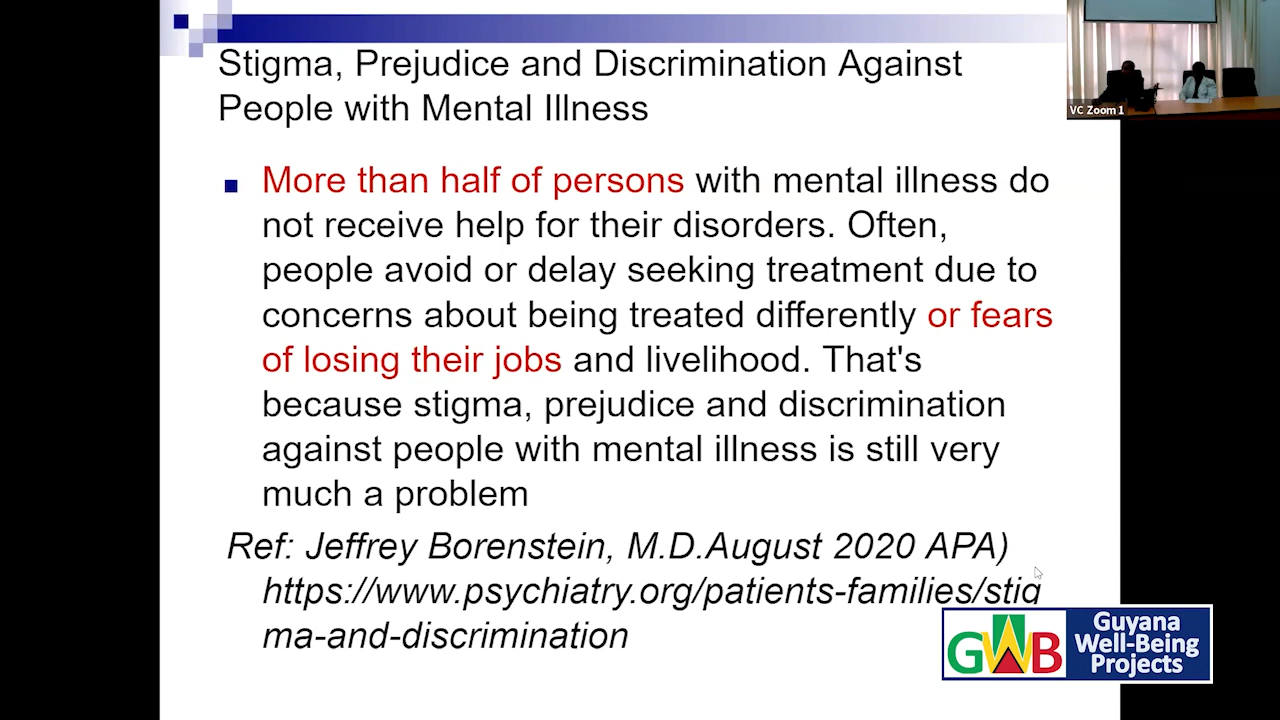 Stigma, Prejudice and Discrimination Against
People with Mental Illness
VC Zoom 1
More than half of persons with mental illness do
not receive help for their disorders. Often,
people avoid or delay seeking treatment due to
concerns about being treated differently or fears
of losing their jobs and livelihood. That's
because stigma, prejudice and discrimination
against people with mental illness is still very
much a problem
Ref: Jeffrey Borenstein, M.D.August 2020 APA)
https://www.psychiatry.org/patients-families/stig
ma-and-discrimination
GWB
Guyana
Well-Being
Projects